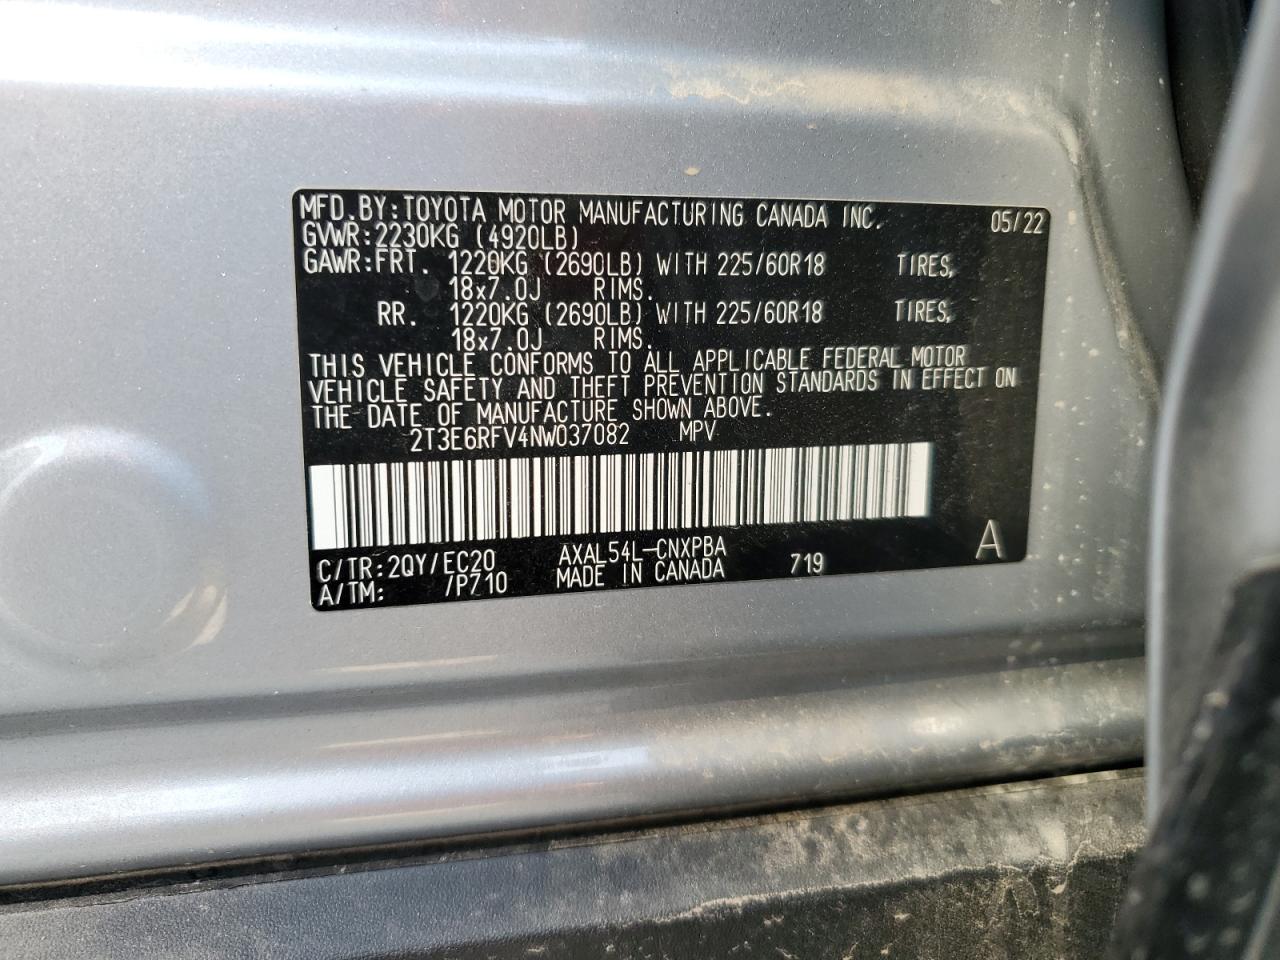 MFD.BY:TOYOTA MOTOR MANUFACTURING CANADA INC. 05/22
GVWR:2230KG (4920LB)
GAWR:FRT. 1220KG (2690LB) WITH 225/60R18 TIRES,
18x7.0J RIMS.
RR. 1220KG (2690LB) WITH 225/60R18 TIRES,
18x7.0J RIMS.
THIS VEHICLE CONFORMS TO ALL APPLICABLE FEDERAL MOTOR
VEHICLE SAFETY AND THEFT PREVENTION STANDARDS IN EFFECT ON
THE DATE OF MANUFACTURE SHOWN ABOVE.
2T3E6RFV4NW037082 MPV
C/TR:2QY/EC20 AXAL54L-CNXPBA 719 A
A/TM: /P710 MADE IN CANADA